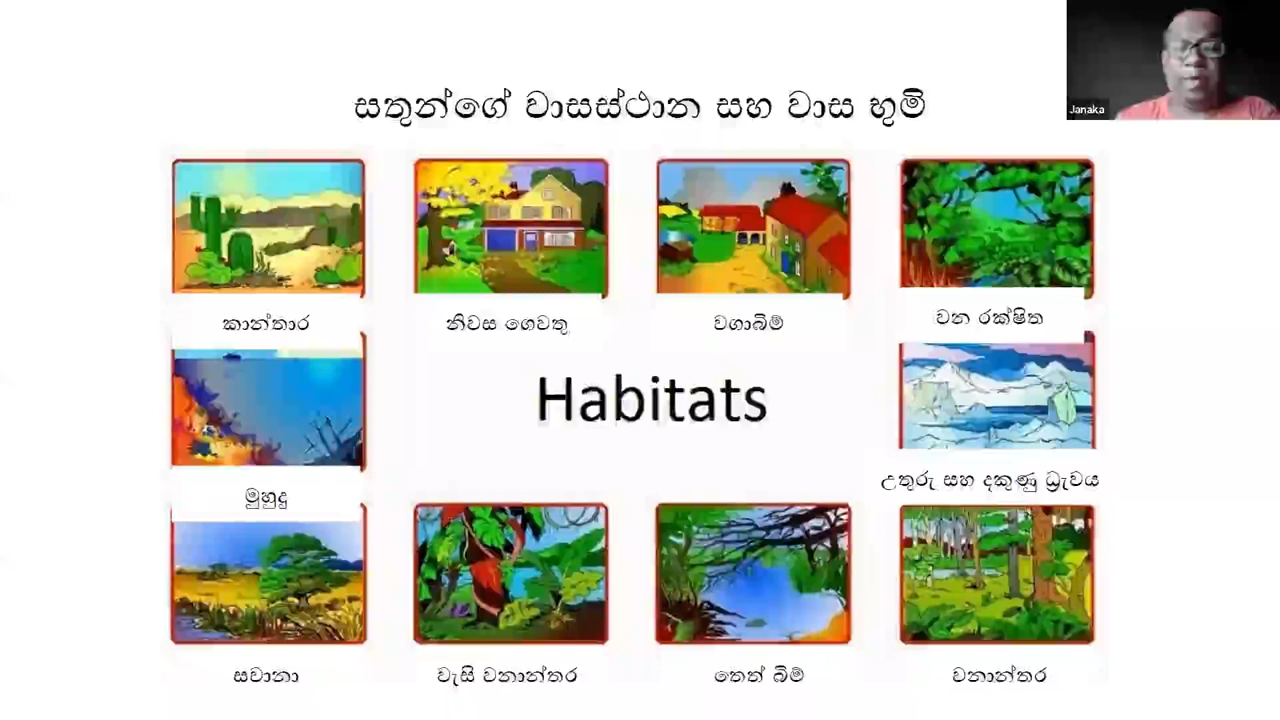 සතුන්ගේ වාසස්ථාන සහ වාස භූමි
Janaka
කාන්තාර
නිවස ගෙවතු
වගාබිම්
වන රක්ෂිත
Habitats
මුහුදු
උතුරු සහ දකුණු ධ්‍රැවය
සවානා
වැසි වනාන්තර
තෙත් බිම්
වනාන්තර